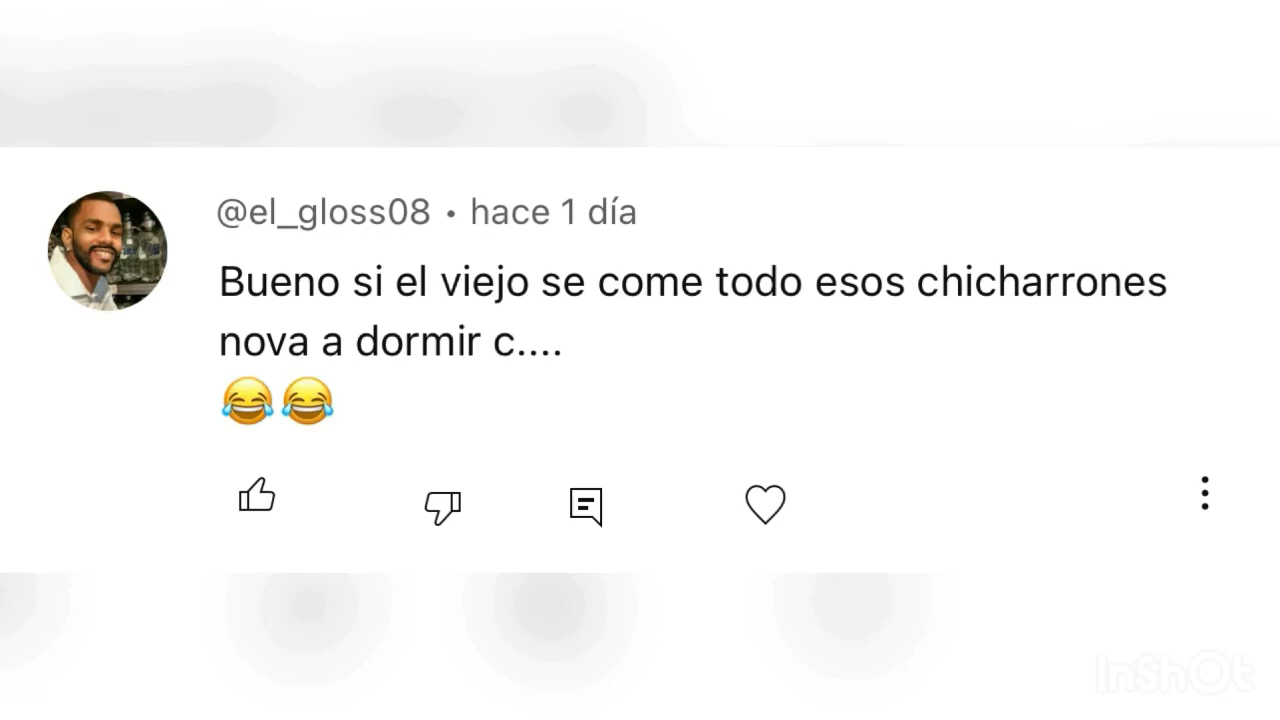 @el_gloss08 • hace 1 día
Bueno si el viejo se come todo esos chicharrones
nova a dormir c....
😂😂
InShOt